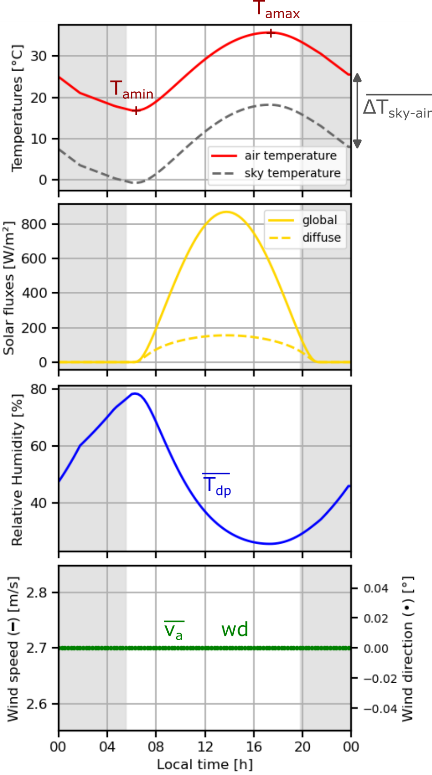 T_amax
T_amin
ΔT_sky-air
Temperatures [°C]
30
20
10
0
air temperature
sky temperature
Solar fluxes [W/m²]
800
600
400
200
0
global
diffuse
Relative Humidity [%]
80
60
40
T_dp
Wind speed (━) [m/s]
2.8
2.7
2.6
v_a wd
0.04
0.02
0.00
−0.02
−0.04
Wind direction (•) [°]
00 04 08 12 16 20 00
Local time [h]